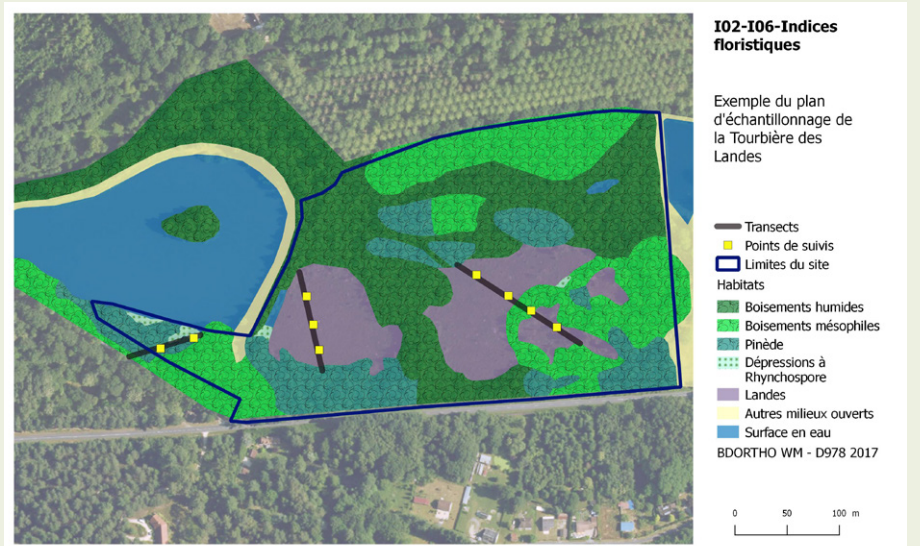 I02-I06-Indices
floristiques
Exemple du plan
d'échantillonnage de
la Tourbière des
Landes
Transects
Points de suivis
Limites du site
Habitats
Boisements humides
Boisements mésophiles
Pinède
Dépressions à
Rhynchospore
Landes
Autres milieux ouverts
Surface en eau
BDORTHO WM - D978 2017
0 50 100 m